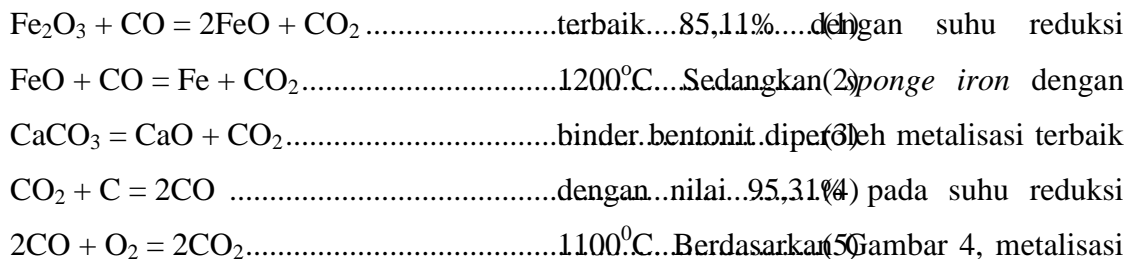 Fe₂O₃ + CO = 2FeO + CO₂ ........................(1)
FeO + CO = Fe + CO₂ ........................(2)
CaCO₃ = CaO + CO₂ ........................(3)
CO₂ + C = 2CO ........................(4)
2CO + O₂ = 2CO₂ ........................(5)
terbaik 85,11% dengan suhu reduksi
1200°C. Sedangkan sponge iron dengan
binder bentonit diperoleh metalisasi terbaik
dengan nilai 95,31% pada suhu reduksi
1100⁰C. Berdasarkan Gambar 4, metalisasi